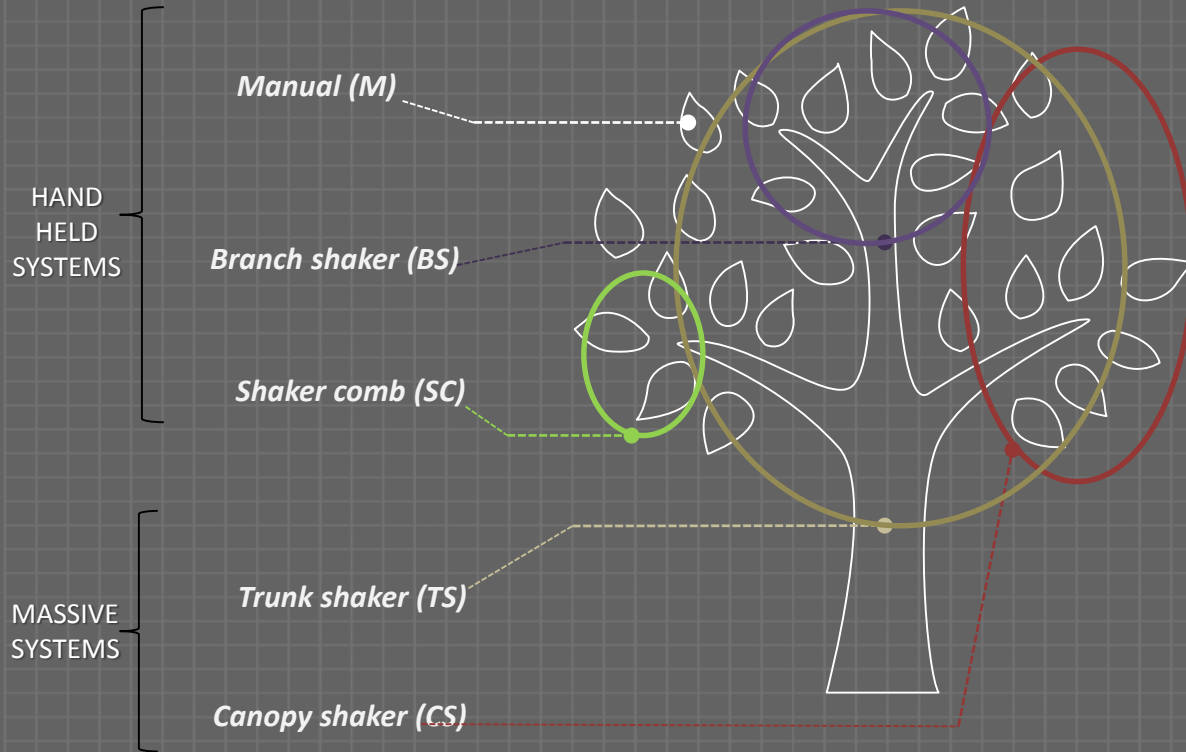 Manual (M)
HAND
HELD
SYSTEMS
Branch shaker (BS)
Shaker comb (SC)
Trunk shaker (TS)
MASSIVE
SYSTEMS
Canopy shaker (CS)